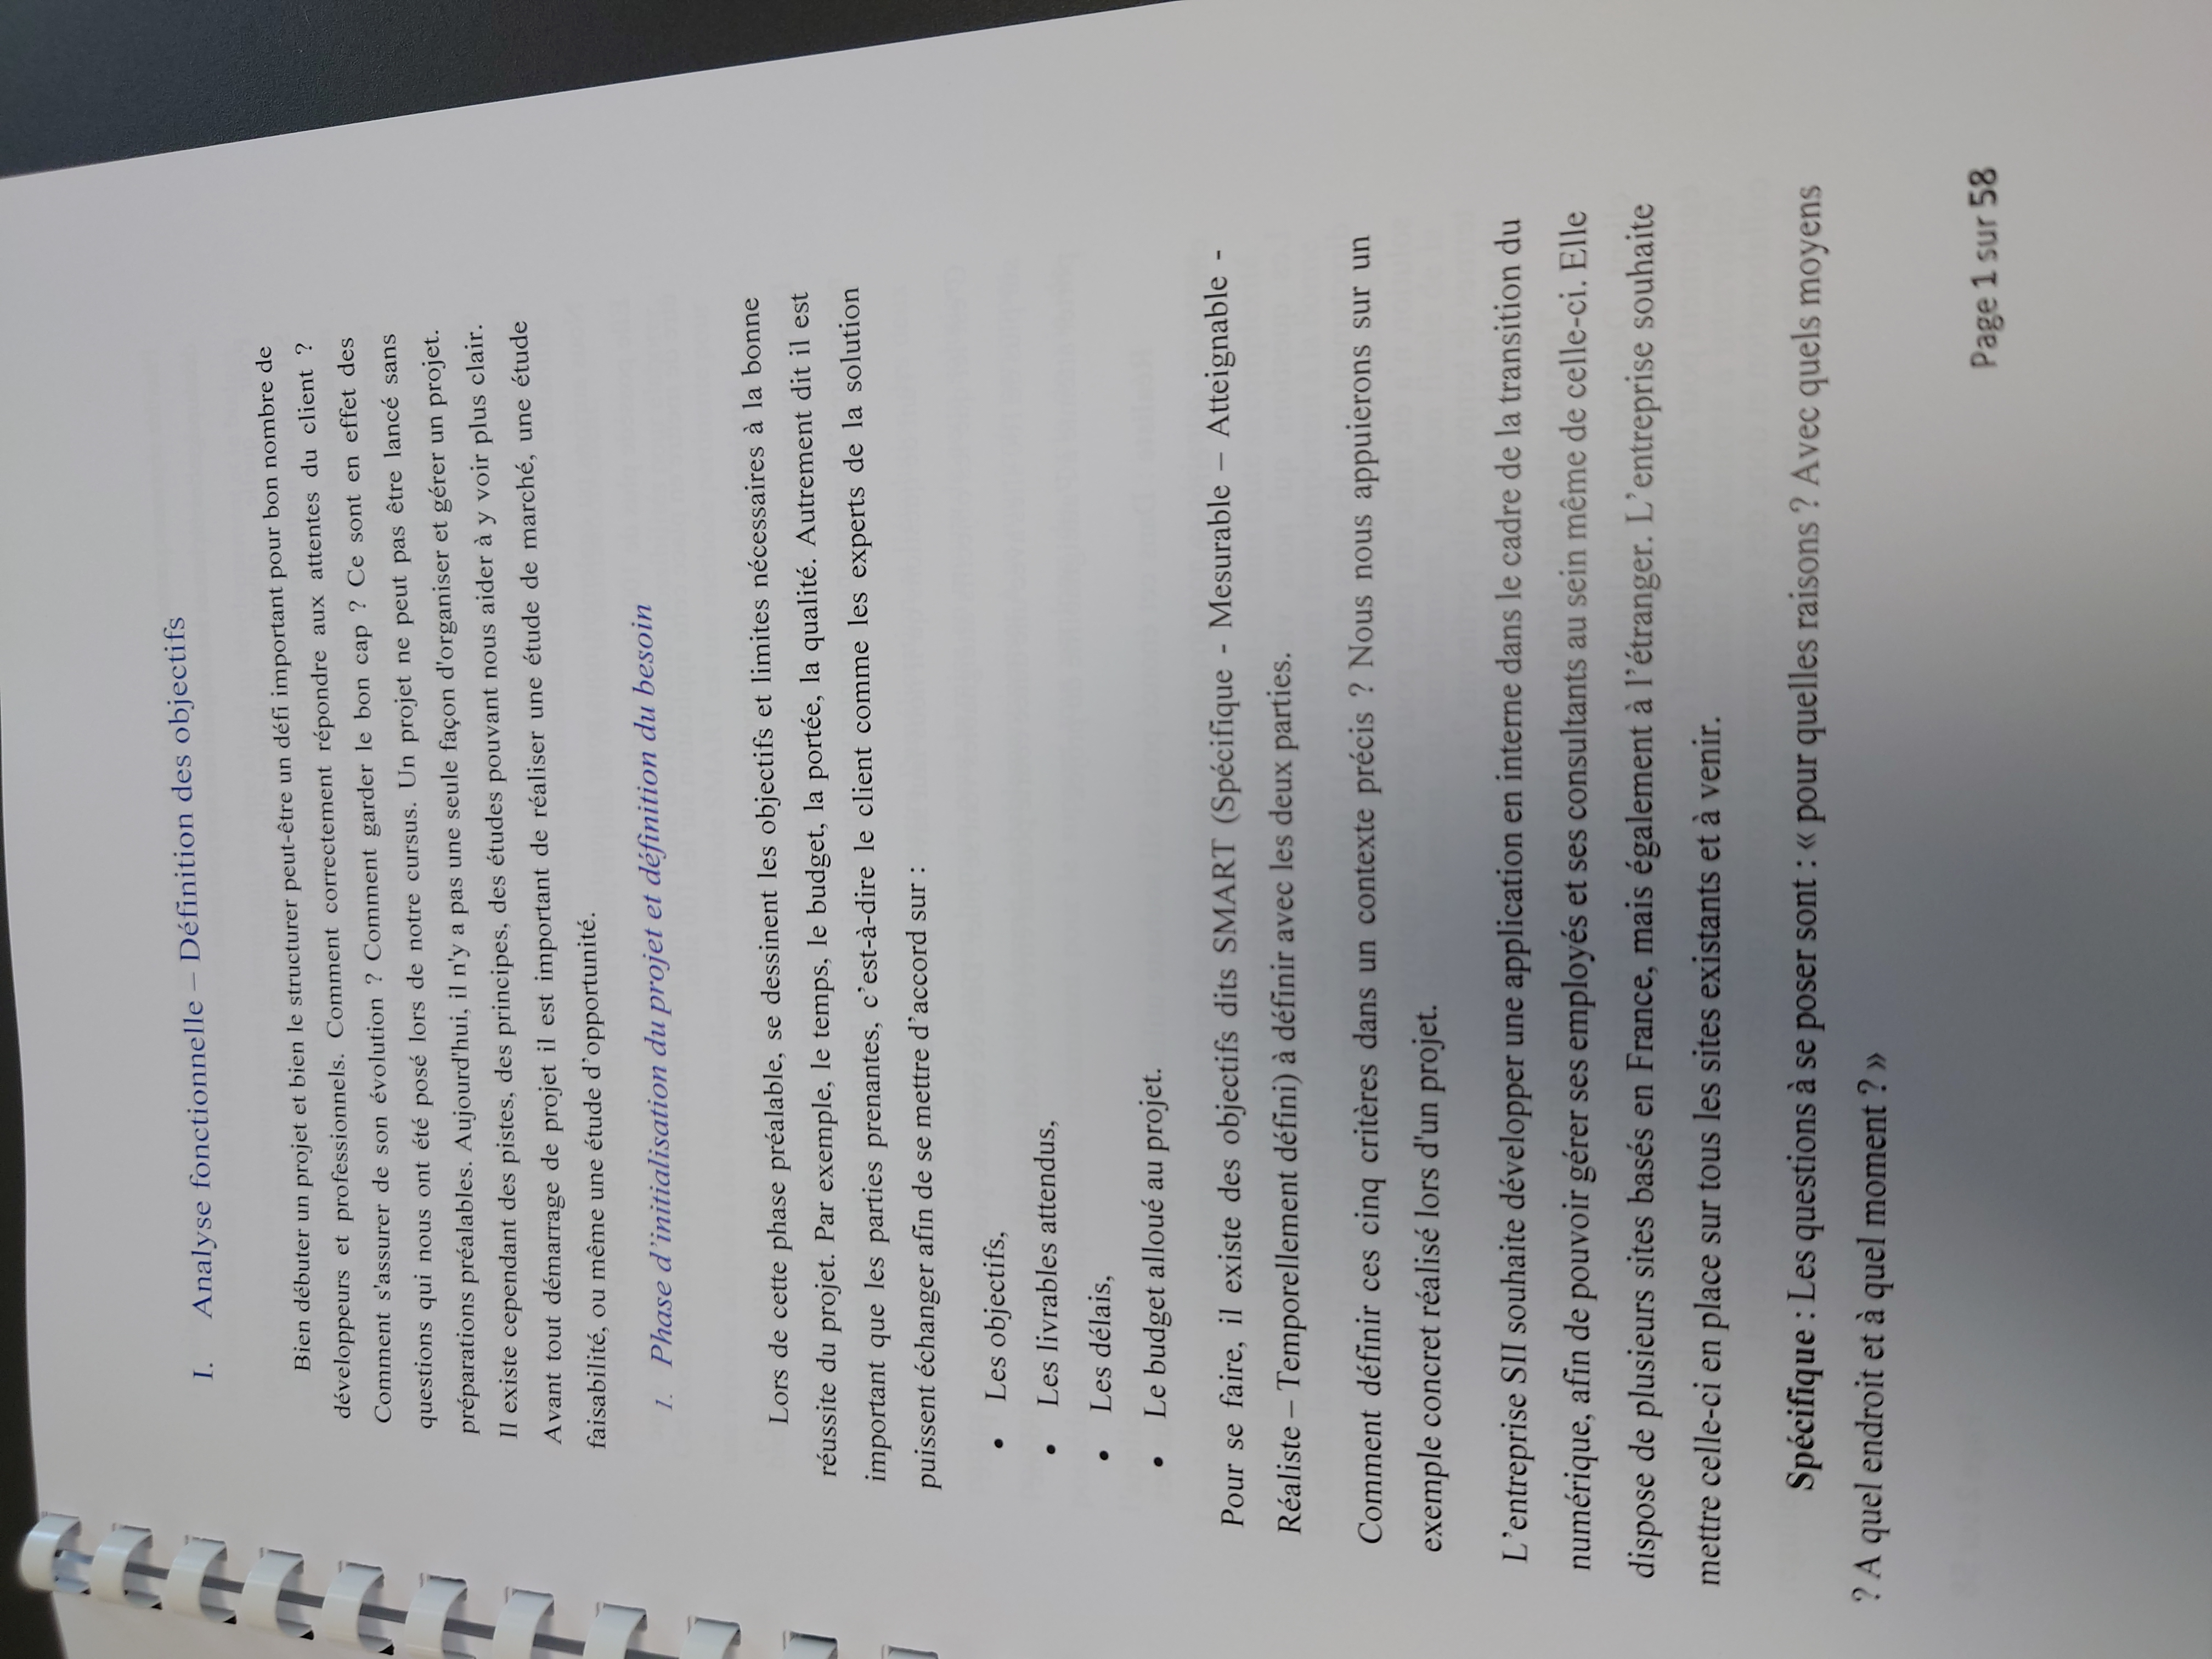 I. Analyse fonctionnelle – Définition des objectifs
Bien débuter un projet et bien le structurer peut-être un défi important pour bon nombre de
développeurs et professionnels. Comment correctement répondre aux attentes du client ?
Comment s'assurer de son évolution ? Comment garder le bon cap ? Ce sont en effet des
questions qui nous ont été posé lors de notre cursus. Un projet ne peut pas être lancé sans
préparations préalables. Aujourd'hui, il n'y a pas une seule façon d'organiser et gérer un projet.
Il existe cependant des pistes, des principes, des études pouvant nous aider à y voir plus clair.
Avant tout démarrage de projet il est important de réaliser une étude de marché, une étude
faisabilité, ou même une étude d'opportunité.
1. Phase d'initialisation du projet et définition du besoin
Lors de cette phase préalable, se dessinent les objectifs et limites nécessaires à la bonne
réussite du projet. Par exemple, le temps, le budget, la portée, la qualité. Autrement dit il est
important que les parties prenantes, c'est-à-dire le client comme les experts de la solution
puissent échanger afin de se mettre d'accord sur :
• Les objectifs,
• Les livrables attendus,
• Les délais,
• Le budget alloué au projet.
Pour se faire, il existe des objectifs dits SMART (Spécifique - Mesurable – Atteignable -
Réaliste – Temporellement défini) à définir avec les deux parties.
Comment définir ces cinq critères dans un contexte précis ? Nous nous appuierons sur un
exemple concret réalisé lors d'un projet.
L'entreprise SII souhaite développer une application en interne dans le cadre de la transition du
numérique, afin de pouvoir gérer ses employés et ses consultants au sein même de celle-ci. Elle
dispose de plusieurs sites basés en France, mais également à l'étranger. L'entreprise souhaite
mettre celle-ci en place sur tous les sites existants et à venir.
Spécifique : Les questions à se poser sont : « pour quelles raisons ? Avec quels moyens
? A quel endroit et à quel moment ? »
Page 1 sur 58